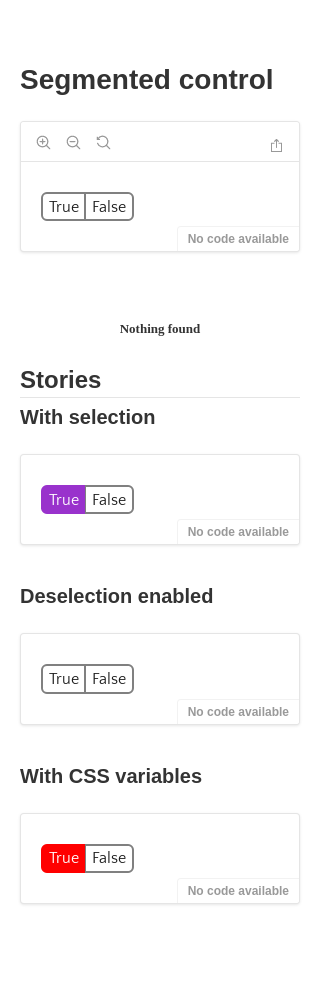 Segmented control
True False
No code available
Nothing found
Stories
With selection
True False
No code available
Deselection enabled
True False
No code available
With CSS variables
True False
No code available